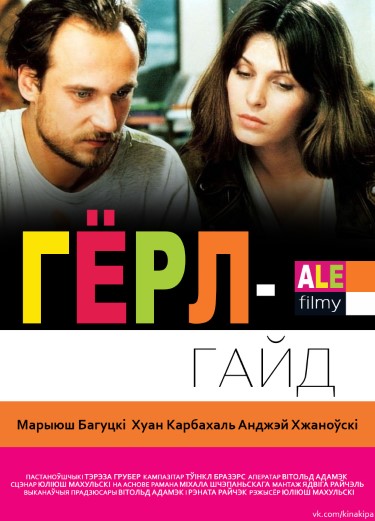 ГЁРЛ-
ALE
filmy
ГАЙД
Марыюш Багуцкі Хуан Карбахаль Анджэй Хжаноўскі
ПАСТАНОЎШЧЫКІ ТЭРЭЗА ГРУБЕР КАМПАЗІТАР ТЎІНКЛ БРАЗЭРС АПЕРАТАР ВІТОЛЬД АДАМЭК
СЦЭНАР ЮЛІЮШ МАХУЛЬСКІ НА АСНОВЕ РАМАНА МІХАЛА ШЧЭПАНЬСКАГА МАНТАЖ ЯДВІГА РАЙЧЭЛЬ
ВЫКАНАЎЧЫЯ ПРАДЗЮСАРЫ ВІТОЛЬД АДАМЭК І РЭНАТА РАЙЧЭК РЭЖЫСЁР ЮЛІЮШ МАХУЛЬСКІ
vk.com/kinakipa